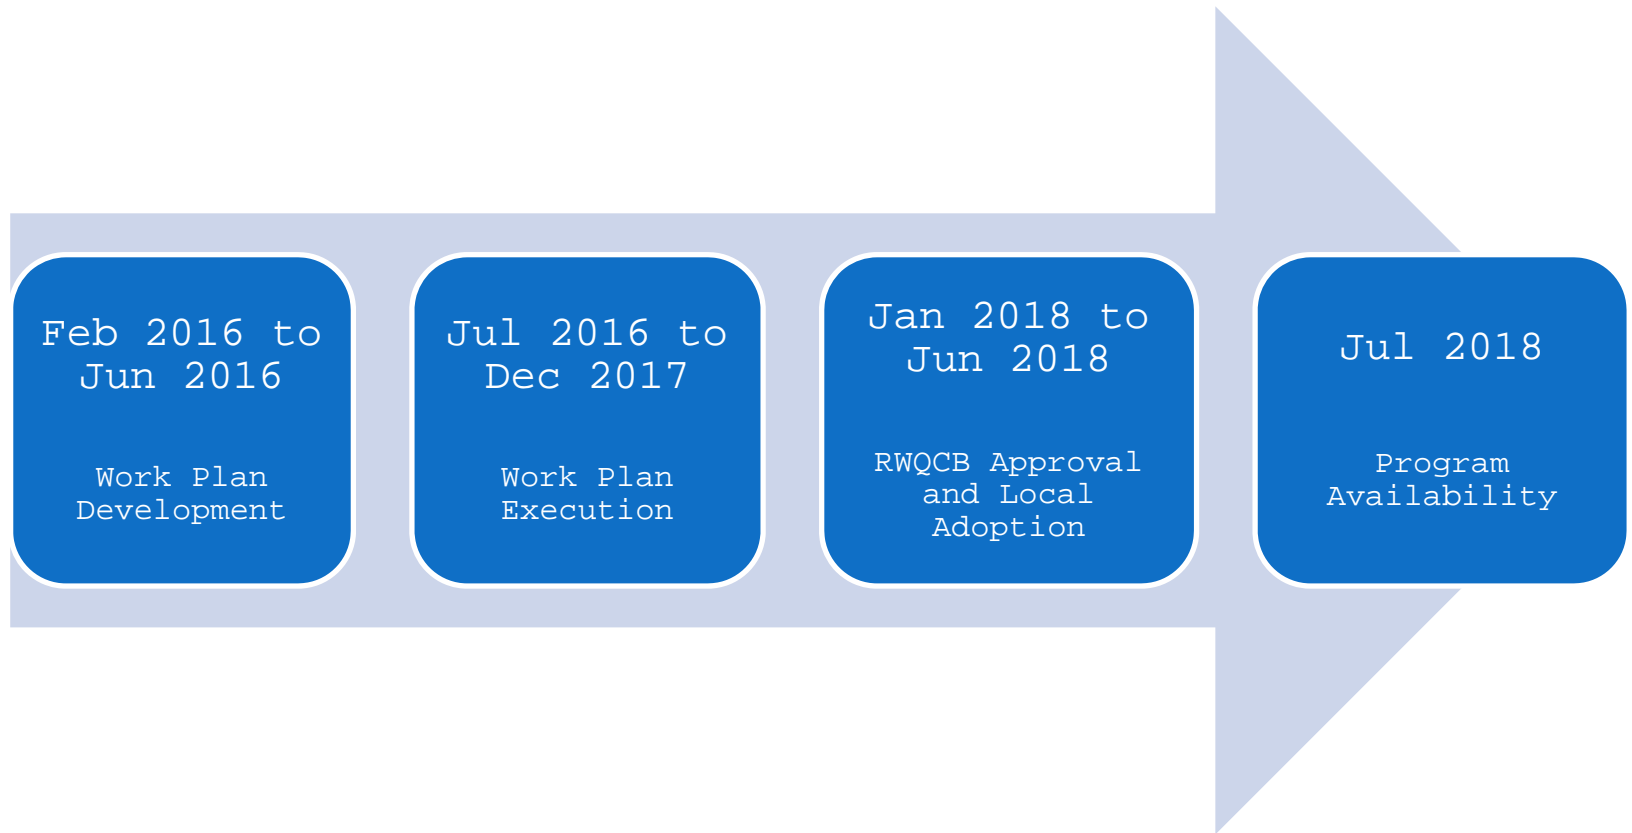 Feb 2016 to
Jun 2016
Work Plan
Development
Jul 2016 to
Dec 2017
Work Plan
Execution
Jan 2018 to
Jun 2018
RWQCB Approval
and Local
Adoption
Jul 2018
Program
Availability